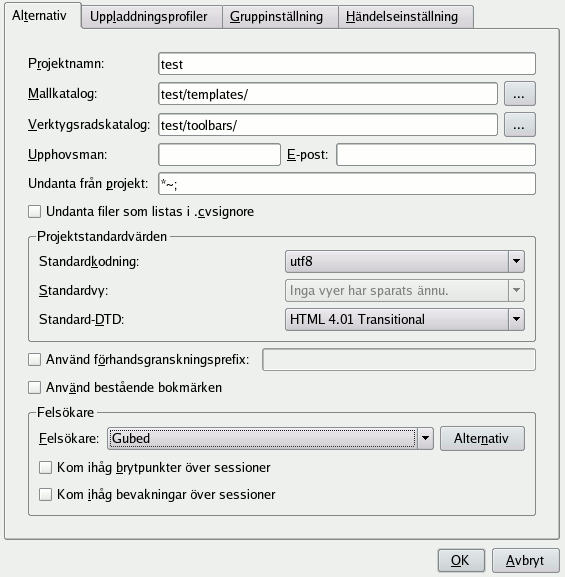 Alternativ Uppladdningsprofiler Gruppinställning Händelseinställning
Projektnamn: test
Mallkatalog: test/templates/ ...
Verktygsradskatalog: test/toolbars/ ...
Upphovsman: E-post:
Undanta från projekt: *~;
Undanta filer som listas i .cvsignore
Projektstandardvärden
Standardkodning: utf8
Standardvy: Inga vyer har sparats ännu.
Standard-DTD: HTML 4.01 Transitional
Använd förhandsgranskningsprefix:
Använd bestående bokmärken
Felsökare
Felsökare: Gubed Alternativ
Kom ihåg brytpunkter över sessioner
Kom ihåg bevakningar över sessioner
OK Avbryt